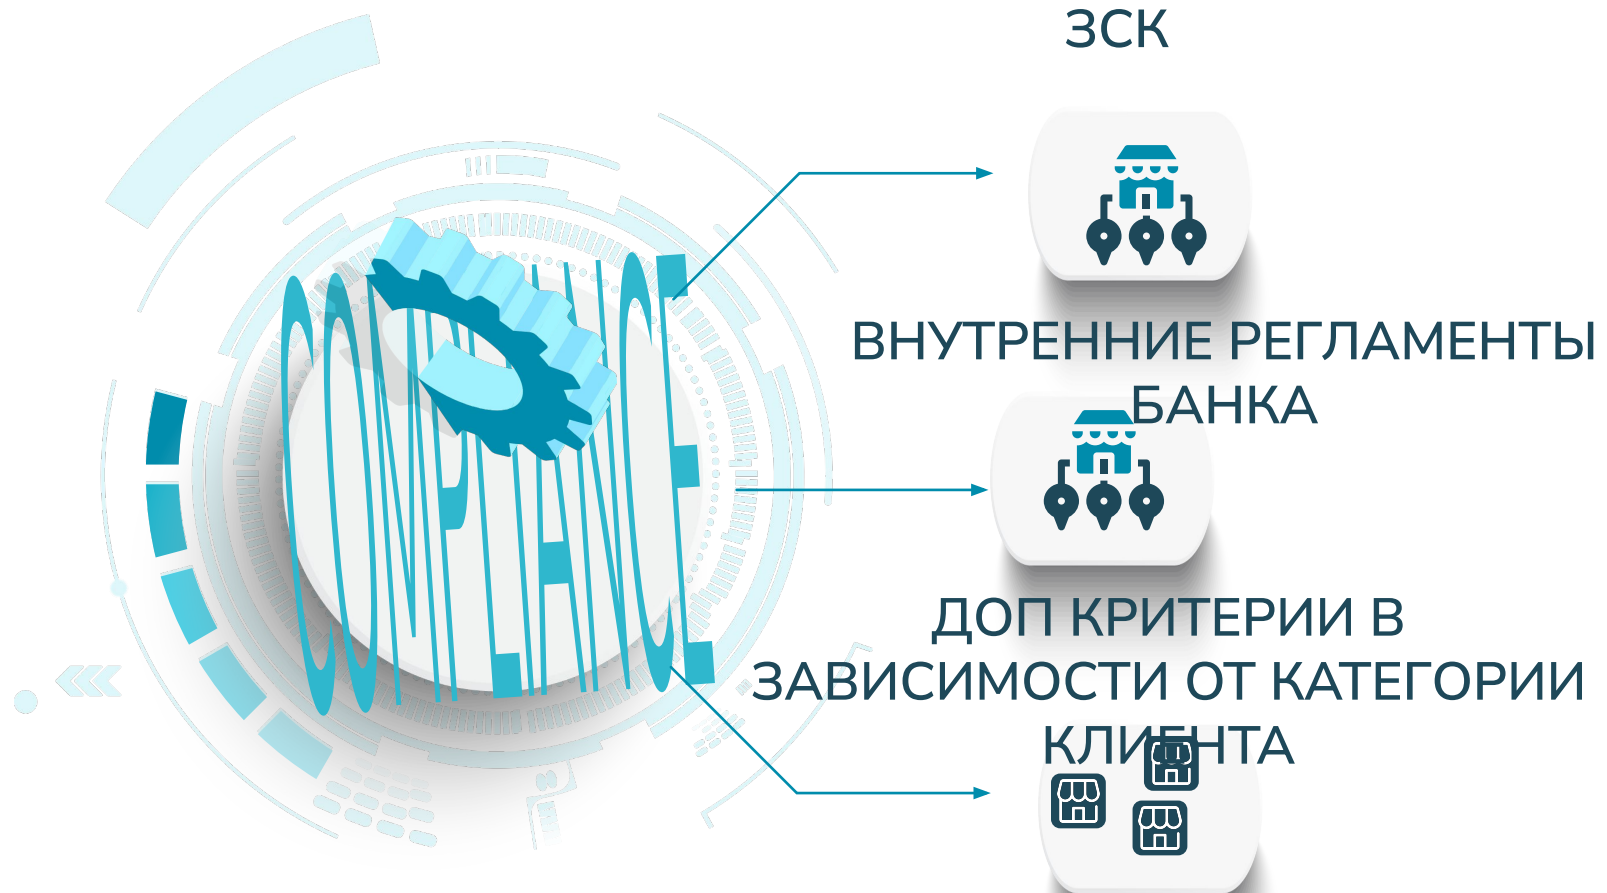 ЗСК
COMPLIANCE
ВНУТРЕННИЕ РЕГЛАМЕНТЫ
БАНКА
ДОП КРИТЕРИИ В
ЗАВИСИМОСТИ ОТ КАТЕГОРИИ
КЛИЕНТА